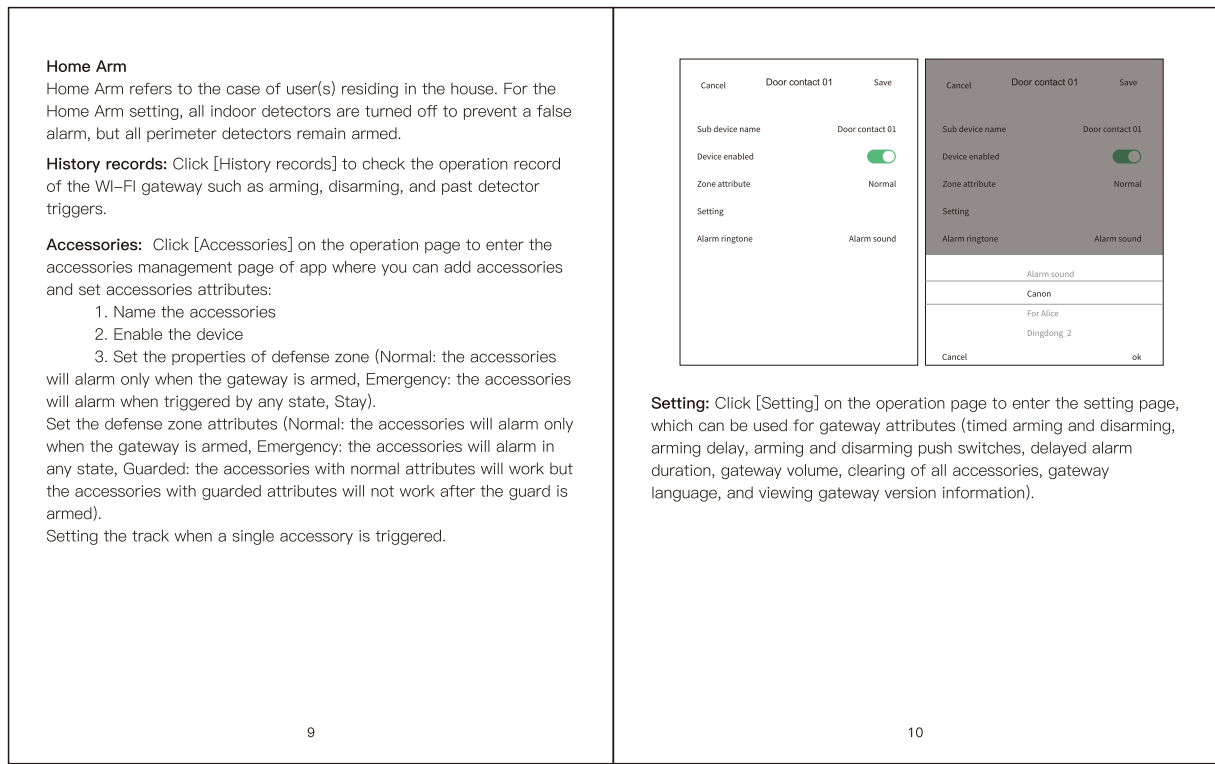 Home Arm
Home Arm refers to the case of user(s) residing in the house. For the
Home Arm setting, all indoor detectors are turned off to prevent a false
alarm, but all perimeter detectors remain armed.
History records: Click [History records] to check the operation record
of the WI-FI gateway such as arming, disarming, and past detector
triggers.
Accessories: Click [Accessories] on the operation page to enter the
accessories management page of app where you can add accessories
and set accessories attributes:
1. Name the accessories
2. Enable the device
3. Set the properties of defense zone (Normal: the accessories
will alarm only when the gateway is armed, Emergency: the accessories
will alarm when triggered by any state, Stay).
Set the defense zone attributes (Normal: the accessories will alarm only
when the gateway is armed, Emergency: the accessories will alarm in
any state, Guarded: the accessories with normal attributes will work but
the accessories with guarded attributes will not work after the guard is
armed).
Setting the track when a single accessory is triggered.
9
Cancel Door contact 01 Save
Sub device name Door contact 01
Device enabled
Zone attribute Normal
Setting
Alarm ringtone Alarm sound
Cancel Door contact 01 Save
Sub device name Door contact 01
Device enabled
Zone attribute Normal
Setting
Alarm ringtone Alarm sound
Alarm sound
Canon
For Alice
Dingdong_2
Cancel ok
Setting: Click [Setting] on the operation page to enter the setting page,
which can be used for gateway attributes (timed arming and disarming,
arming delay, arming and disarming push switches, delayed alarm
duration, gateway volume, clearing of all accessories, gateway
language, and viewing gateway version information).
10